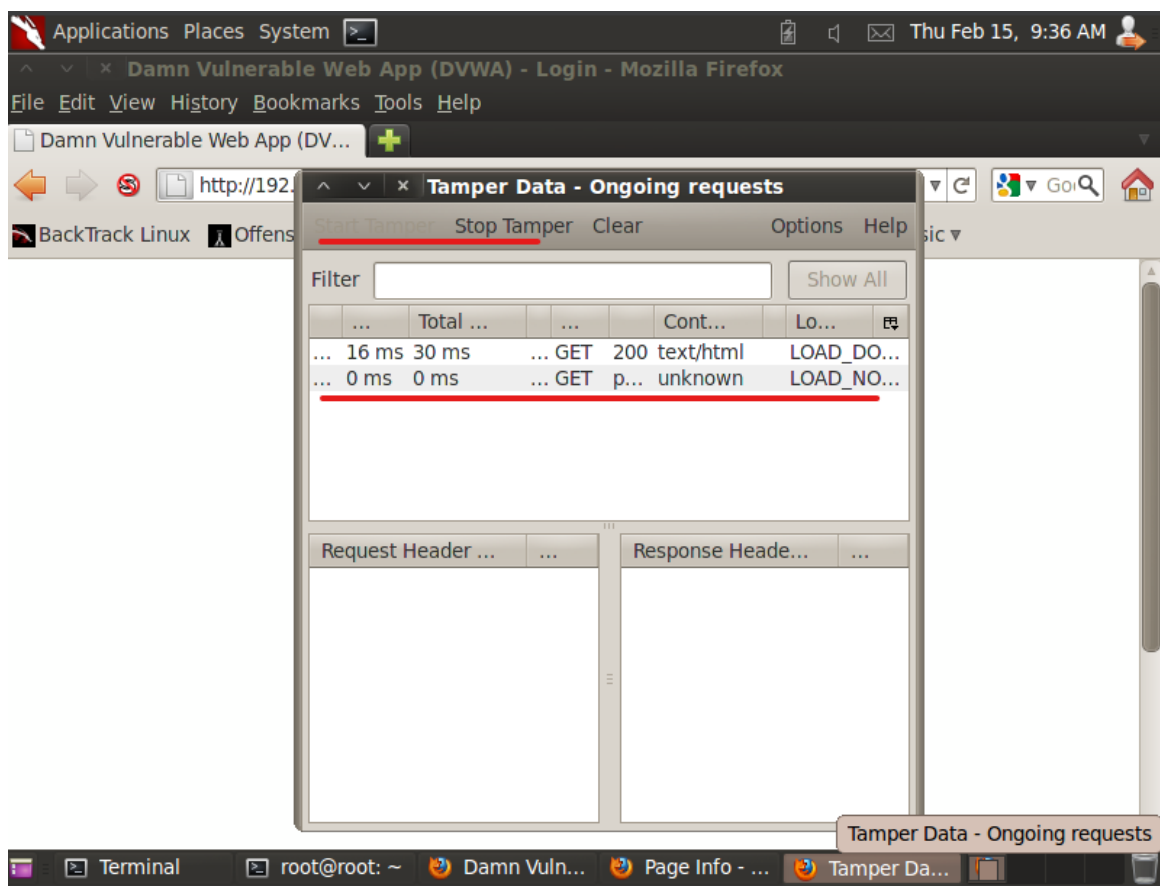 Applications Places System Thu Feb 15, 9:36 AM
Damn Vulnerable Web App (DVWA) - Login - Mozilla Firefox
File Edit View History Bookmarks Tools Help
Damn Vulnerable Web App (DV...
http://192.
Tamper Data - Ongoing requests
BackTrack Linux Offens
Start Tamper Stop Tamper Clear Options Help
sic
Filter Show All
... Total ... ... Cont... Lo...
... 16 ms 30 ms ... GET 200 text/html LOAD_DO...
... 0 ms 0 ms ... GET p... unknown LOAD_NO...
Request Header ... ... Response Heade... ...
Tamper Data - Ongoing requests
Terminal root@root: ~ Damn Vuln... Page Info - ... Tamper Da...